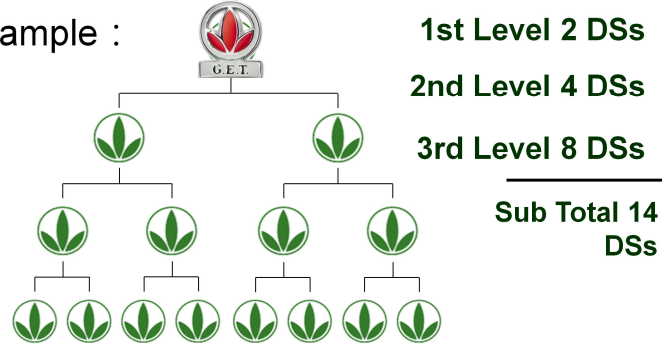 ample :
G.E.T.
1st Level 2 DSs
2nd Level 4 DSs
3rd Level 8 DSs
Sub Total 14
DSs